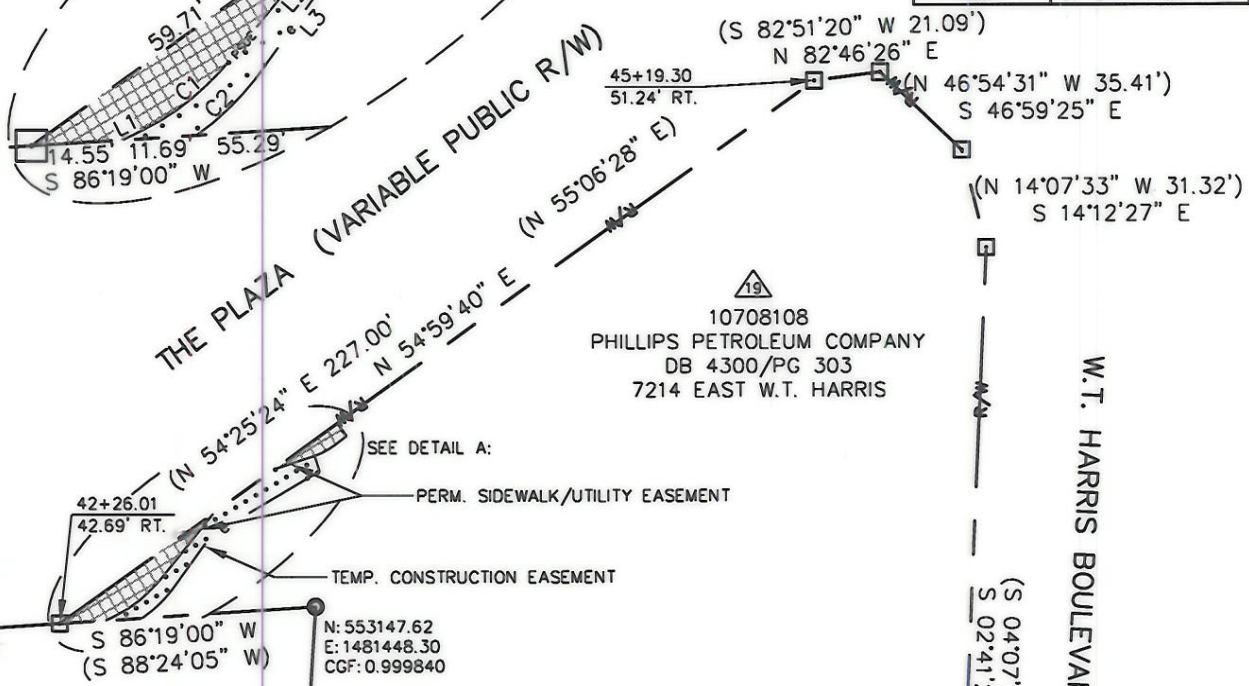 59.71'
L3
PSUE
C1
C2
L1
14.55' 11.69' 55.29'
S 86°19'00" W
THE PLAZA (VARIABLE PUBLIC R/W)
(S 82°51'20" W 21.09')
N 82°46'26" E
45+19.30
51.24' RT.
(N 46°54'31" W 35.41')
S 46°59'25" E
(N 14°07'33" W 31.32')
S 14°12'27" E
(N 55°06'28" E)
N 54°59'40" E
(N 54°25'24" E 227.00'
19
10708108
PHILLIPS PETROLEUM COMPANY
DB 4300/PG 303
7214 EAST W.T. HARRIS
W.T. HARRIS BOULEVA
SEE DETAIL A:
PERM. SIDEWALK/UTILITY EASEMENT
42+26.01
42.69' RT.
TEMP. CONSTRUCTION EASEMENT
S 86°19'00" W
(S 88°24'05" W)
N: 553147.62
E: 1481448.30
CGF: 0.999840
(S 04°07'
S 02°41'